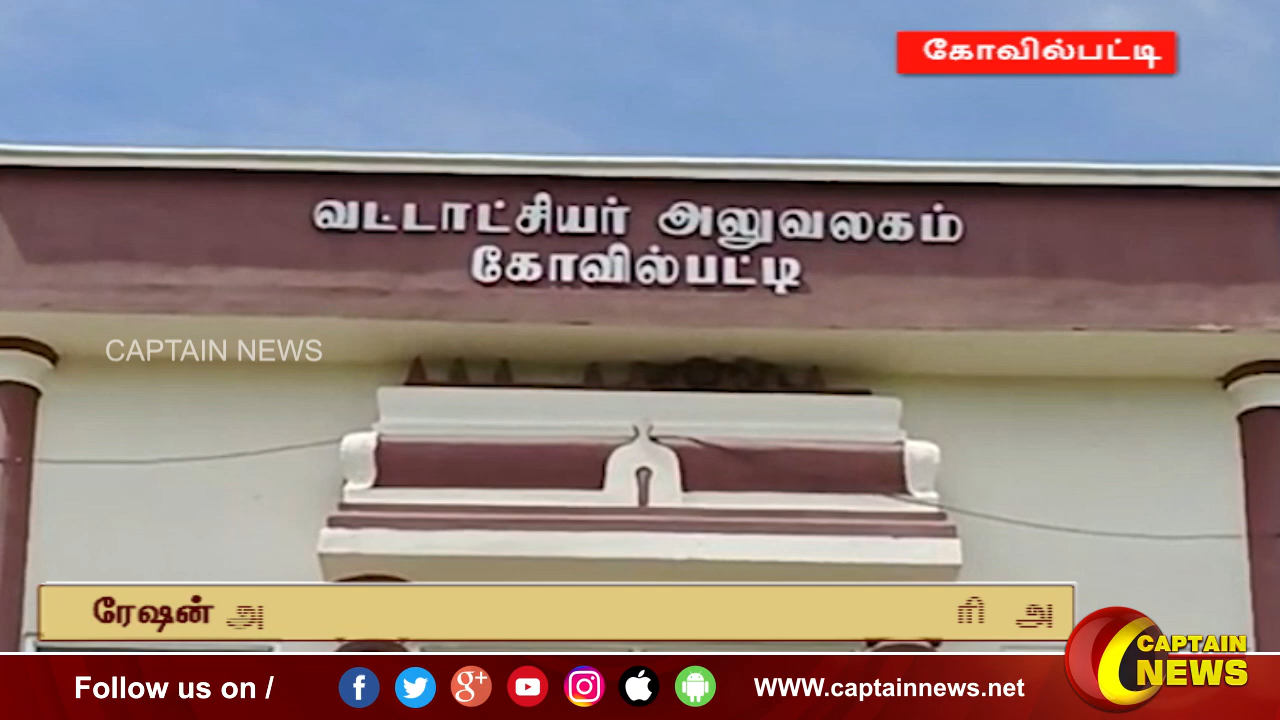 கோவில்பட்டி
வட்டாட்சியர் அலுவலகம்
கோவில்பட்டி
CAPTAIN NEWS
ரேஷன்
CAPTAIN
NEWS
Follow us on /
WWW.captainnews.net